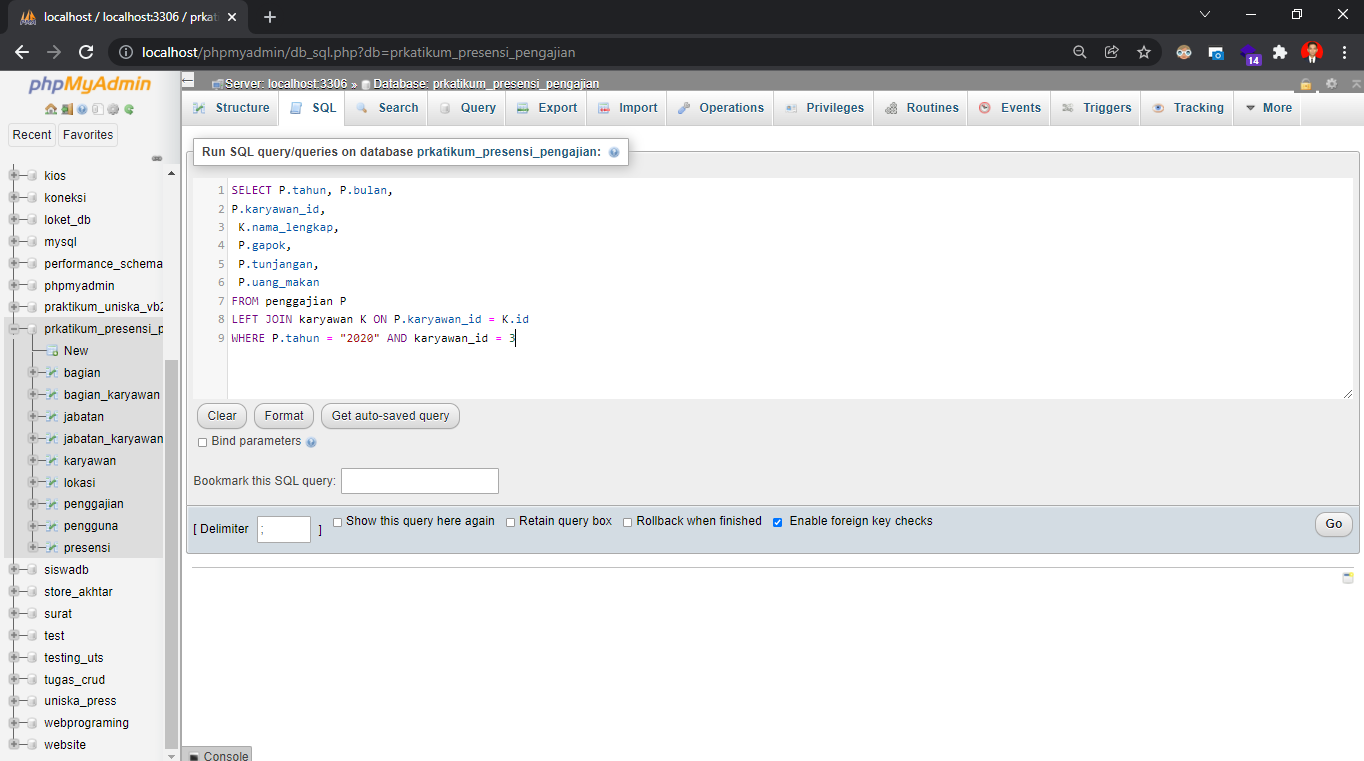 localhost / localhost:3306 / prkat
localhost/phpmyadmin/db_sql.php?db=prkatikum_presensi_pengajian
14
phpMyAdmin
Recent
Favorites
kios
koneksi
loket_db
mysql
performance_schema
phpmyadmin
praktikum_uniska_vb2
prkatikum_presensi_p
New
bagian
bagian_karyawan
jabatan
jabatan_karyawan
karyawan
lokasi
penggajian
pengguna
presensi
siswadb
store_akhtar
surat
test
testing_uts
tugas_crud
uniska_press
webprograming
website
Server: localhost:3306 » Database: prkatikum_presensi_pengajian
Structure SQL Search Query Export Import Operations Privileges Routines Events Triggers Tracking More
Run SQL query/queries on database prkatikum_presensi_pengajian:
1 SELECT P.tahun, P.bulan,
2 P.karyawan_id,
3 K.nama_lengkap,
4 P.gapok,
5 P.tunjangan,
6 P.uang_makan
7 FROM penggajian P
8 LEFT JOIN karyawan K ON P.karyawan_id = K.id
9 WHERE P.tahun = "2020" AND karyawan_id = 3
Clear Format Get auto-saved query
Bind parameters
Bookmark this SQL query:
[ Delimiter ; ] Show this query here again Retain query box Rollback when finished Enable foreign key checks
Go
Console